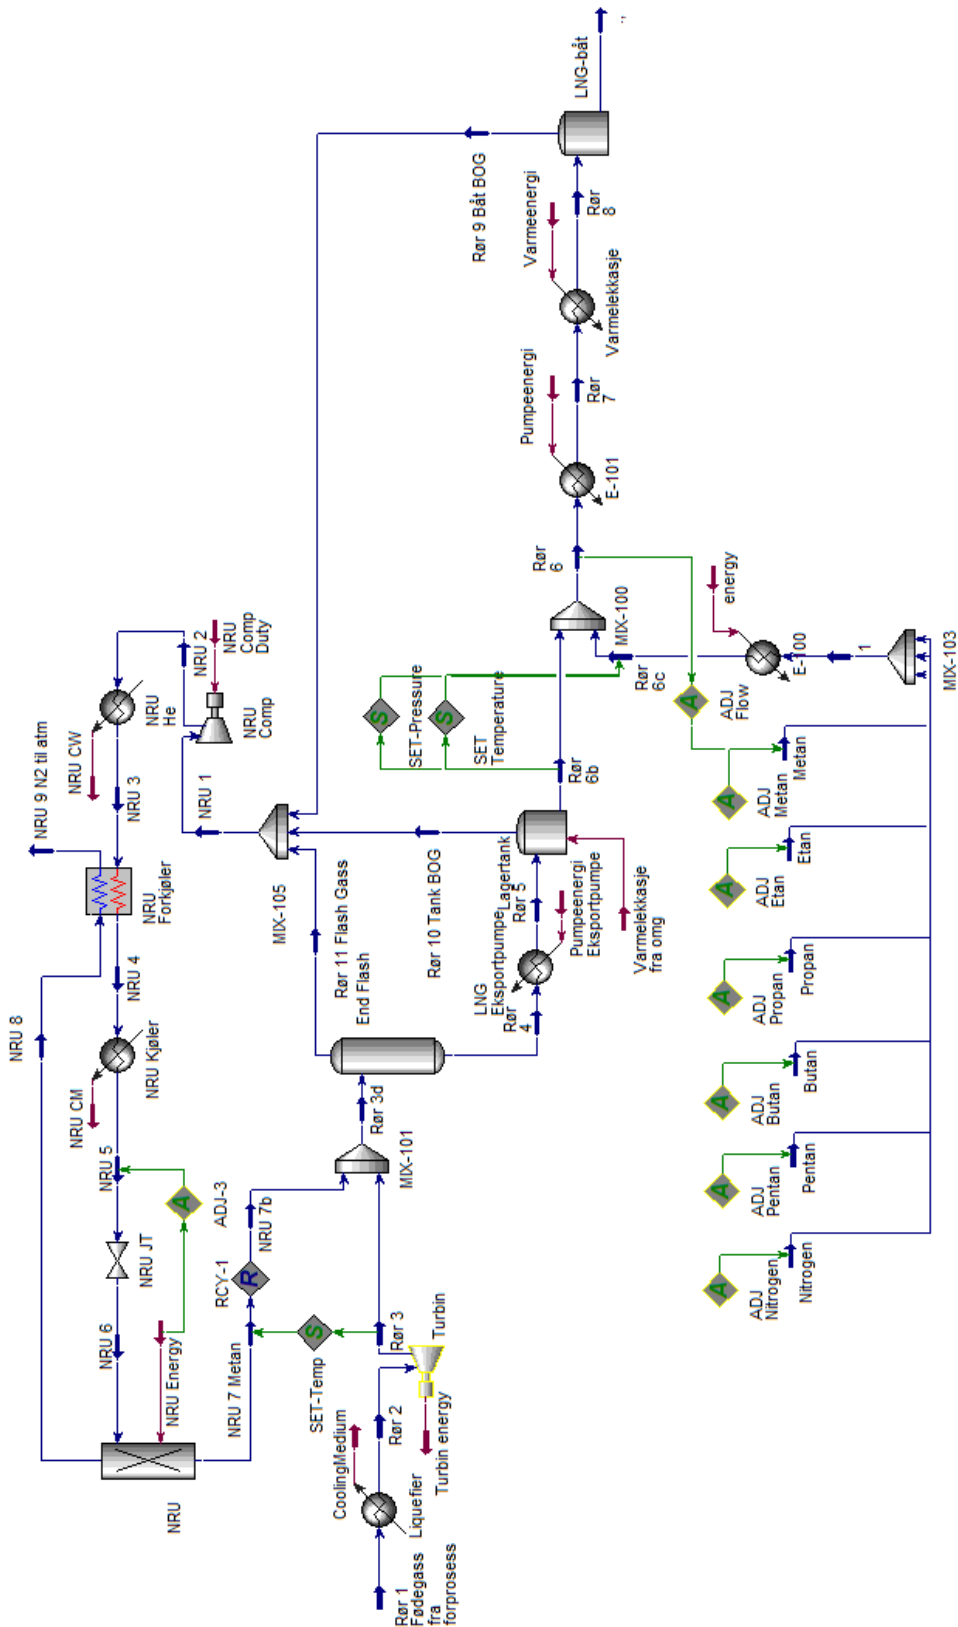 Rør 1
Fødegass
fra
forprosess
Liquefier
CoolingMedium
Rør 2
Turbin energy
Turbin
Rør 3
SET-Temp
NRU 7 Metan
RCY-1
NRU 7b
MIX-101
Rør 3d
End Flash
Rør 11 Flash Gass
Rør
4
LNG
Eksportpumpe
Pumpeenergi
Eksportpumpe
Rør 5
Lagertank
Varmelekkasje
fra omg
Rør 10 Tank BOG
MIX-105
NRU 1
NRU
Comp
NRU
Comp
Duty
NRU 2
NRU
He
NRU CW
NRU 3
NRU
Forkjøler
NRU 9 N2 til atm
NRU 4
NRU Kjøler
NRU CM
NRU 5
ADJ-3
NRU JT
NRU 6
NRU Energy
NRU
NRU 8
Rør
6b
SET-Pressure
SET
Temperature
Rør
6c
MIX-100
Rør
6
E-101
Pumpeenergi
Rør
7
Varmelekkasje
Varmeenergi
Rør
8
LNG-båt
Rør 9 Båt BOG
ADJ
Flow
energy
E-100
1
MIX-103
ADJ
Metan
Metan
ADJ
Etan
Etan
ADJ
Propan
Propan
ADJ
Butan
Butan
ADJ
Pentan
Pentan
ADJ
Nitrogen
Nitrogen
S
S
S
R
A
A
A
A
A
A
A
A